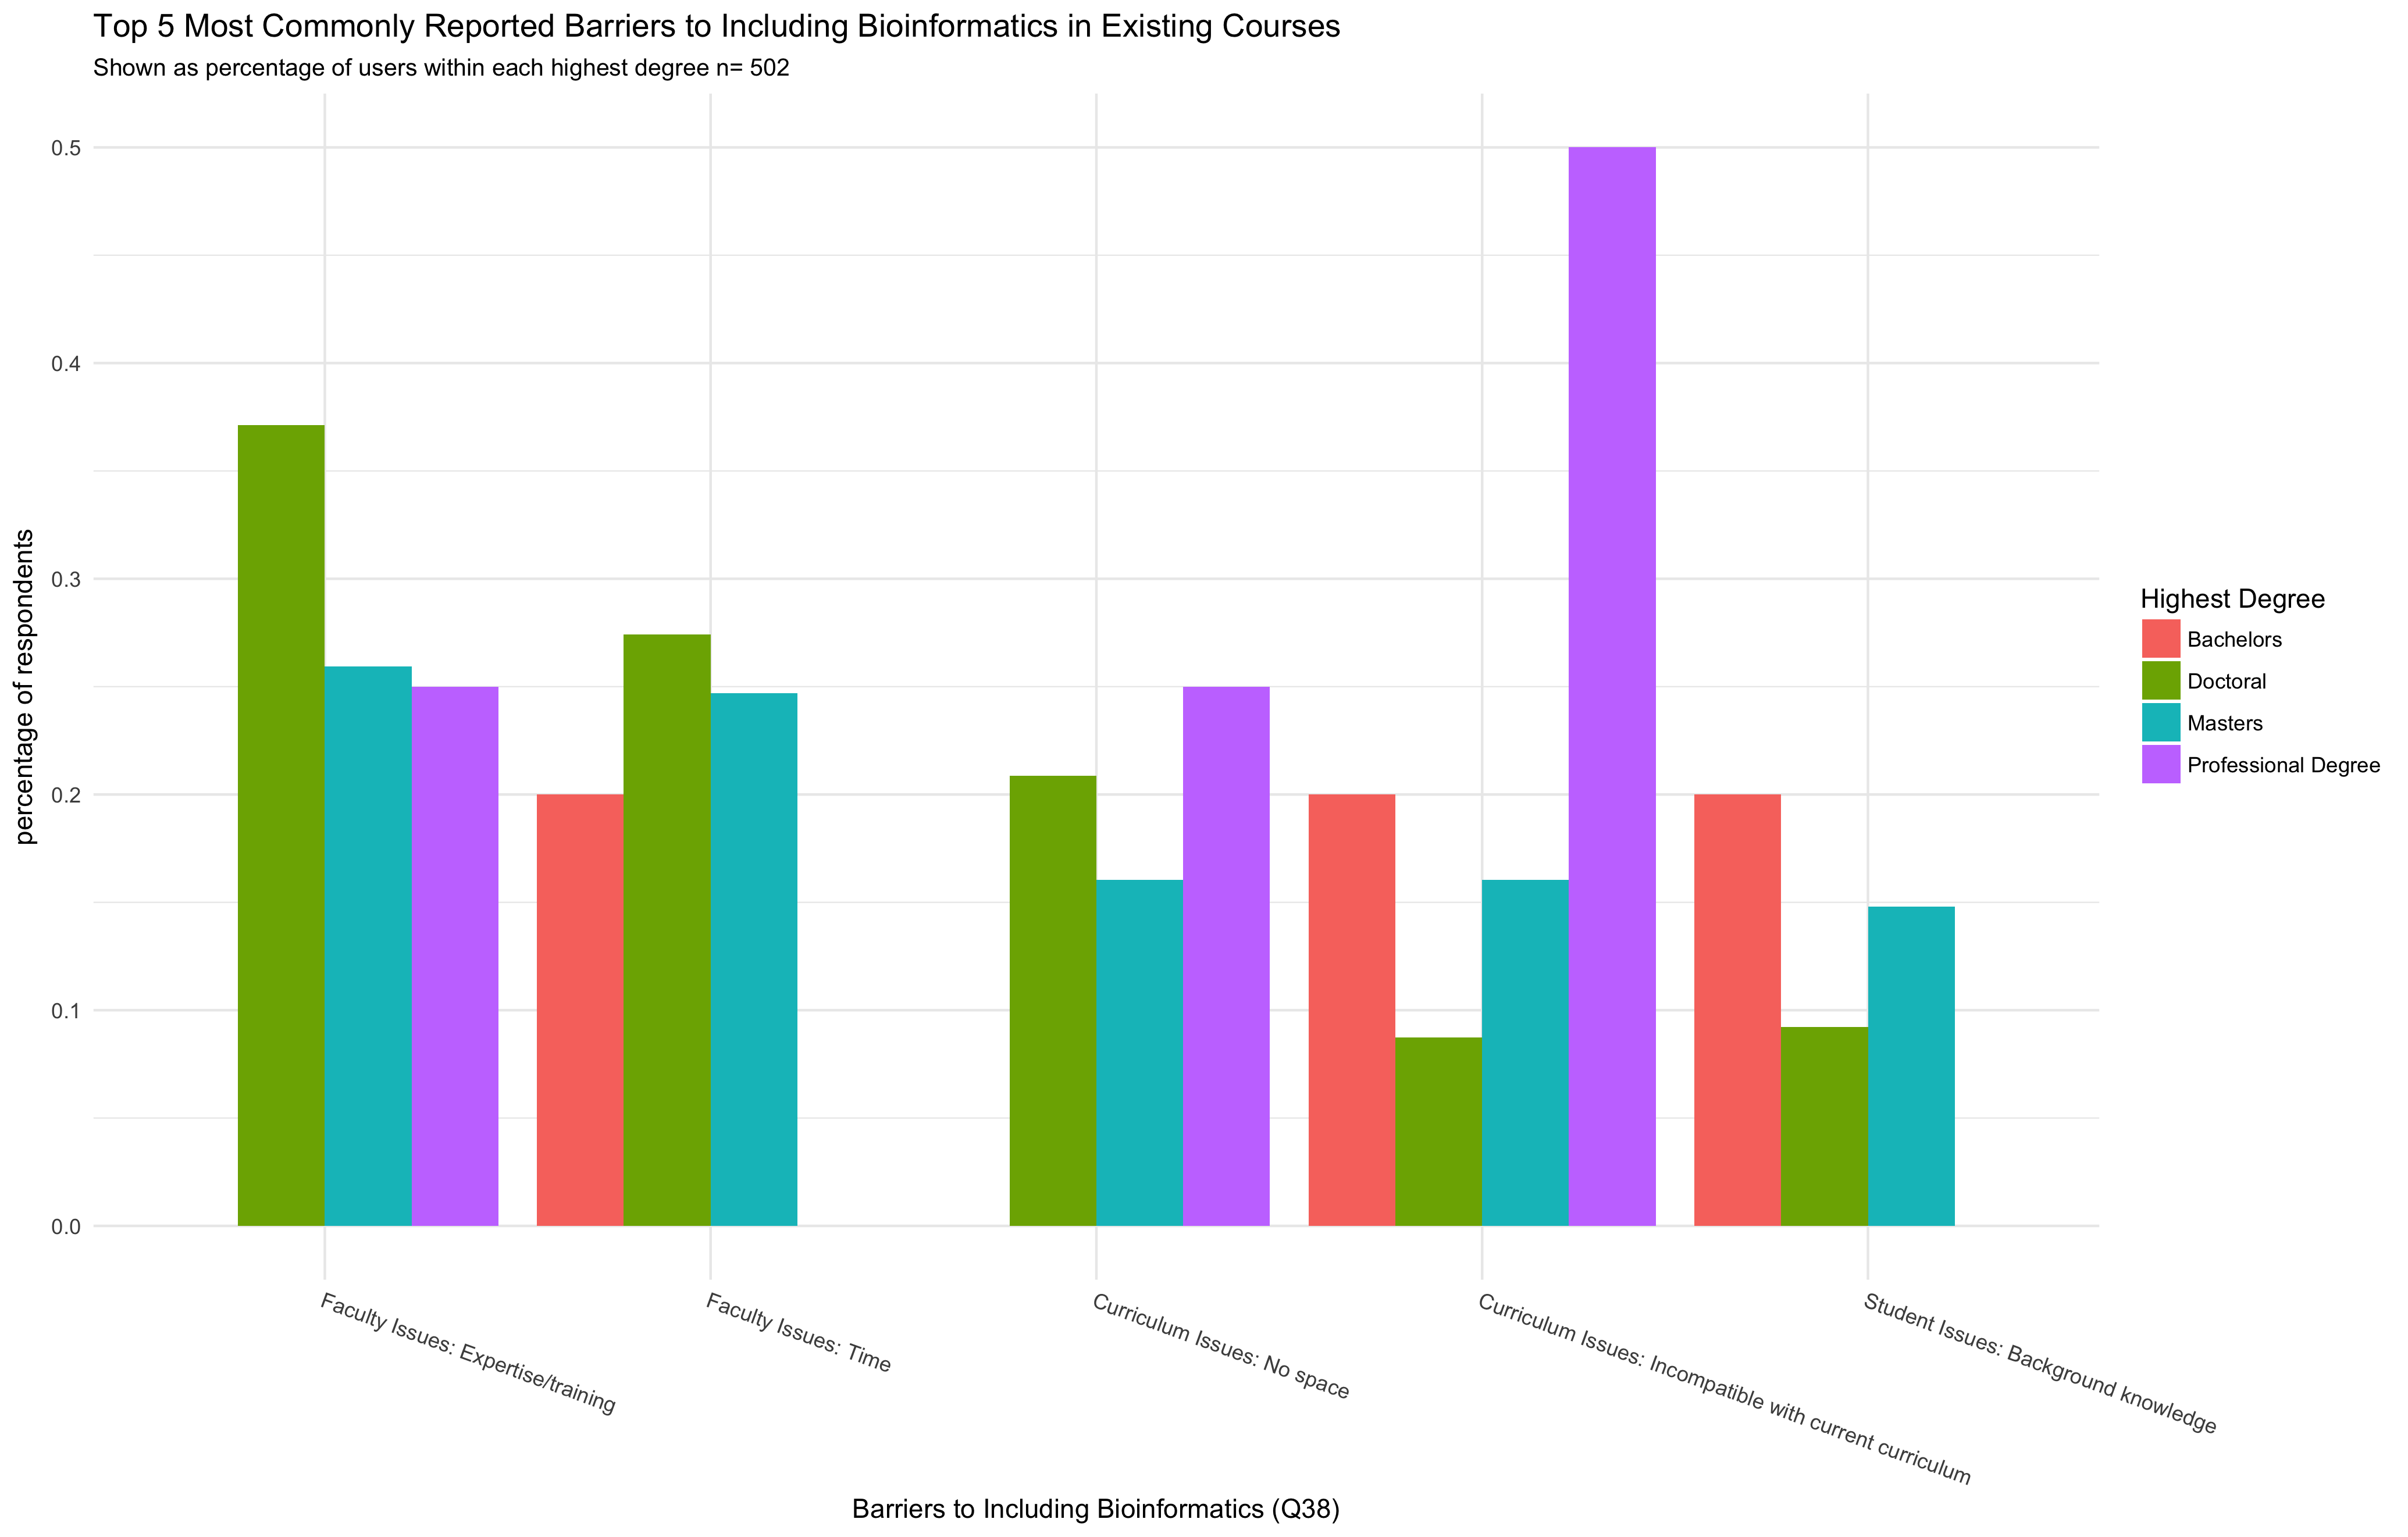 Top 5 Most Commonly Reported Barriers to Including Bioinformatics in Existing Courses
Shown as percentage of users within each highest degree n= 502
percentage of respondents
0.5
0.4
0.3
0.2
0.1
0.0
Faculty Issues: Expertise/training
Faculty Issues: Time
Curriculum Issues: No space
Curriculum Issues: Incompatible with current curriculum
Student Issues: Background knowledge
Barriers to Including Bioinformatics (Q38)
Highest Degree
Bachelors
Doctoral
Masters
Professional Degree